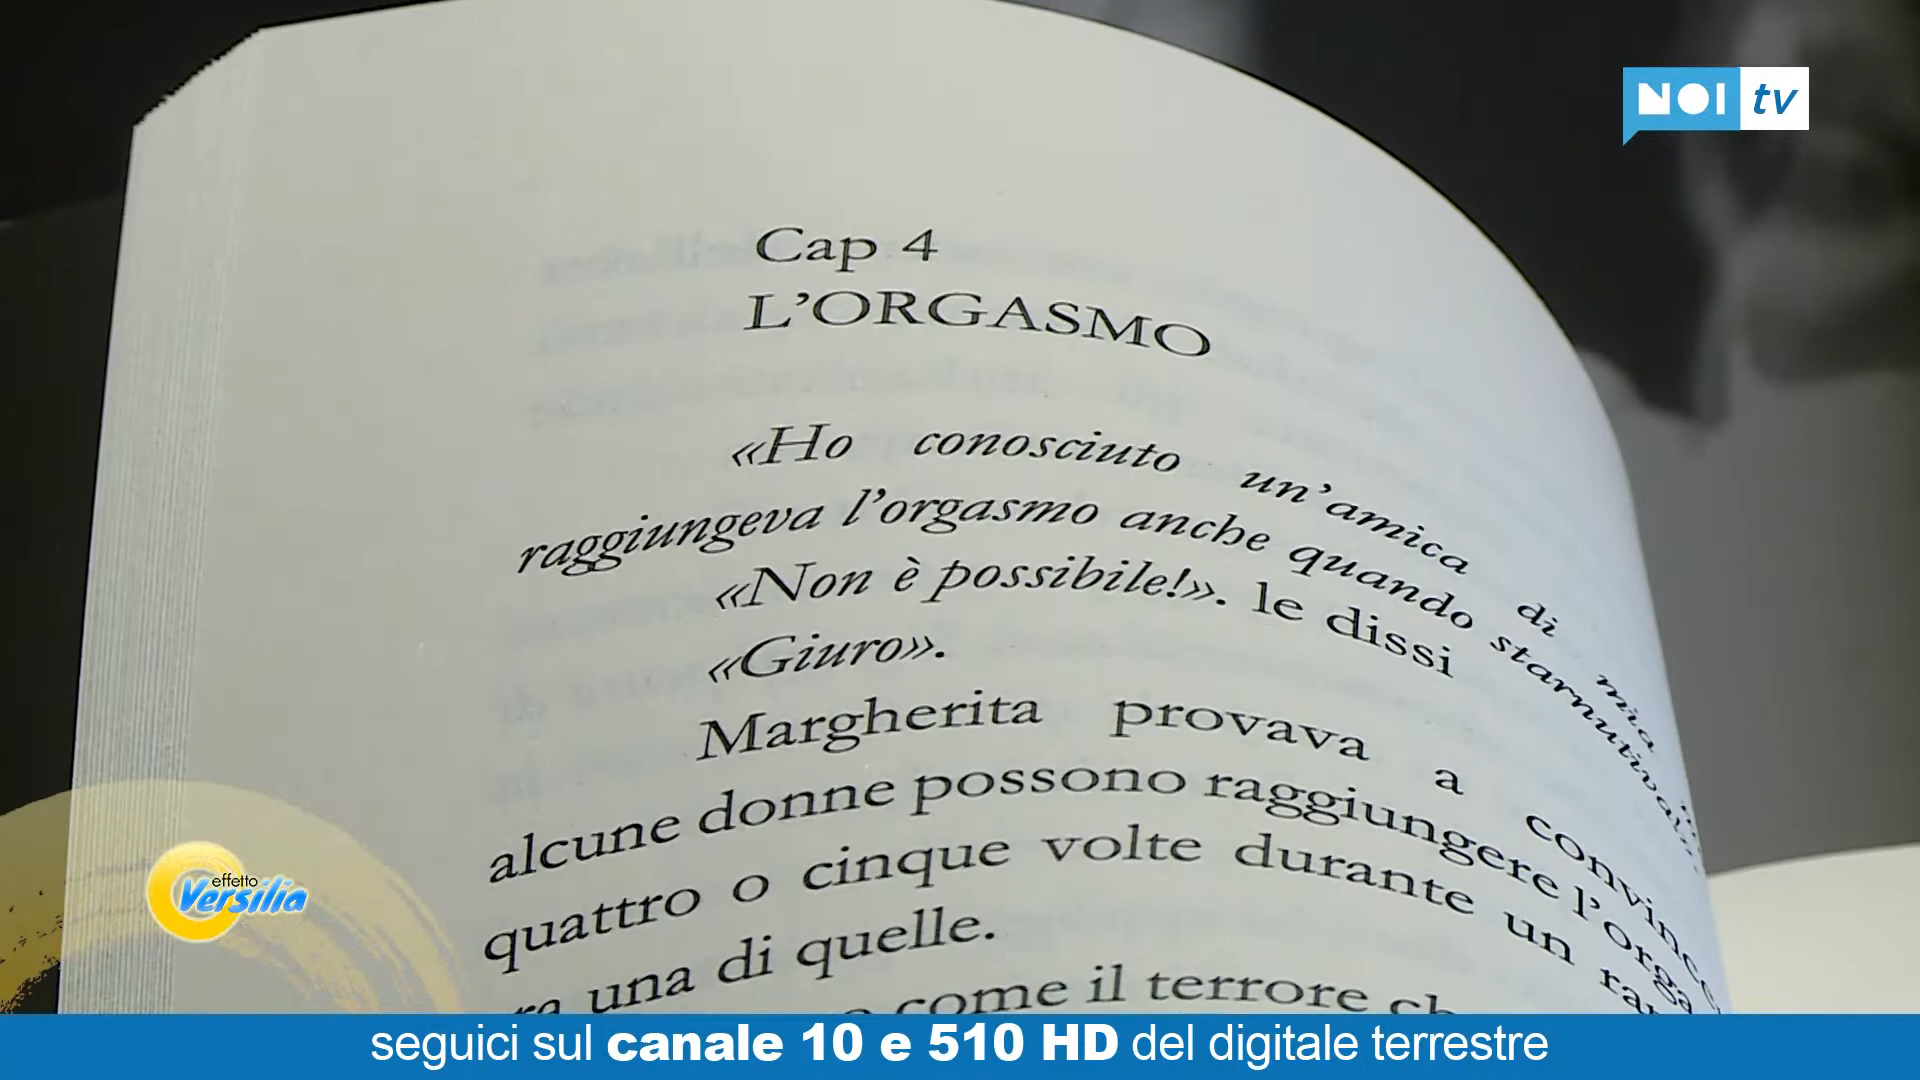 NOI tv
Cap 4
L'ORGASMO
«Ho conosciuto un'amica di mia
raggiungeva l'orgasmo anche quando starnutiva
«Non è possibile!». le dissi
«Giuro».
Margherita provava a
alcune donne possono raggiungere l'orga
quattro o cinque volte durante un
una di quelle.
come il terrore
effetto
Versilia
seguici sul canale 10 e 510 HD del digitale terrestre